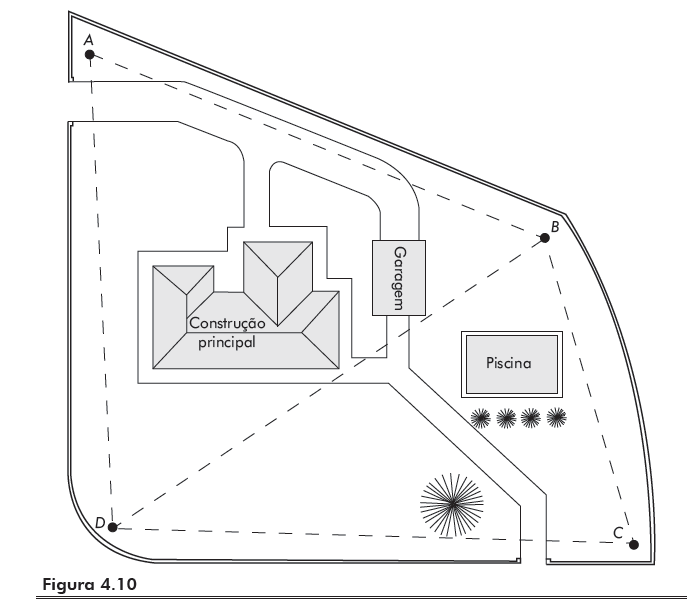 A
B
Garagem
Construção
principal
Piscina
D
C
Figura 4.10